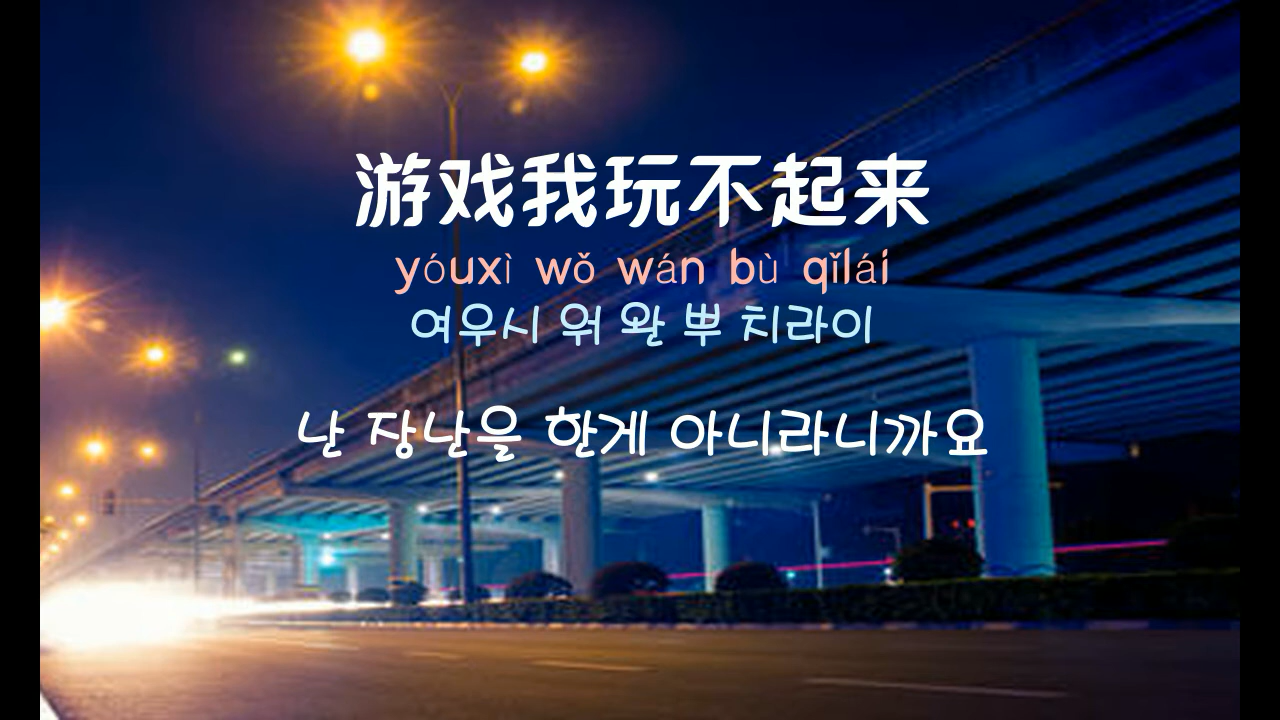 游戏我玩不起来
yóuxì wǒ wán bù qǐlái
여우시 워 완 뿌 치라이
난 장난을 한게 아니라니까요